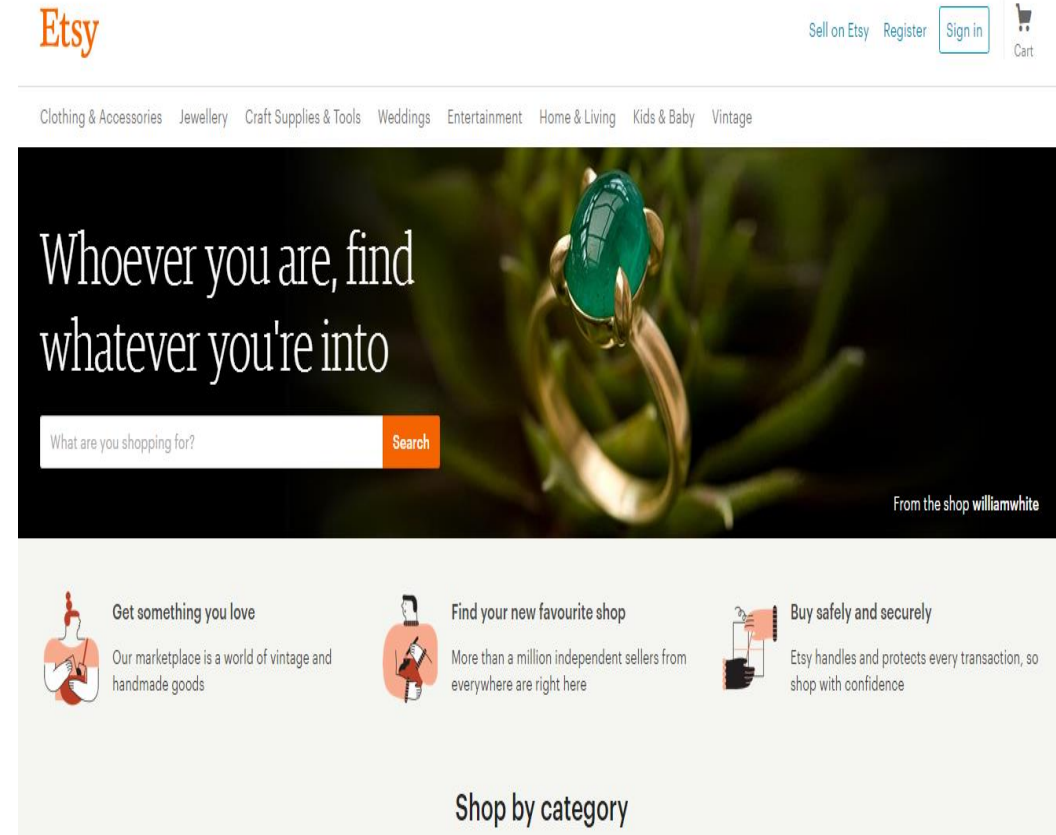 Etsy
Sell on Etsy Register Sign in
Cart
Clothing & Accessories Jewellery Craft Supplies & Tools Weddings Entertainment Home & Living Kids & Baby Vintage
Whoever you are, find
whatever you're into
What are you shopping for? Search
From the shop williamwhite
Get something you love
Our marketplace is a world of vintage and
handmade goods
Find your new favourite shop
More than a million independent sellers from
everywhere are right here
Buy safely and securely
Etsy handles and protects every transaction, so
shop with confidence
Shop by category